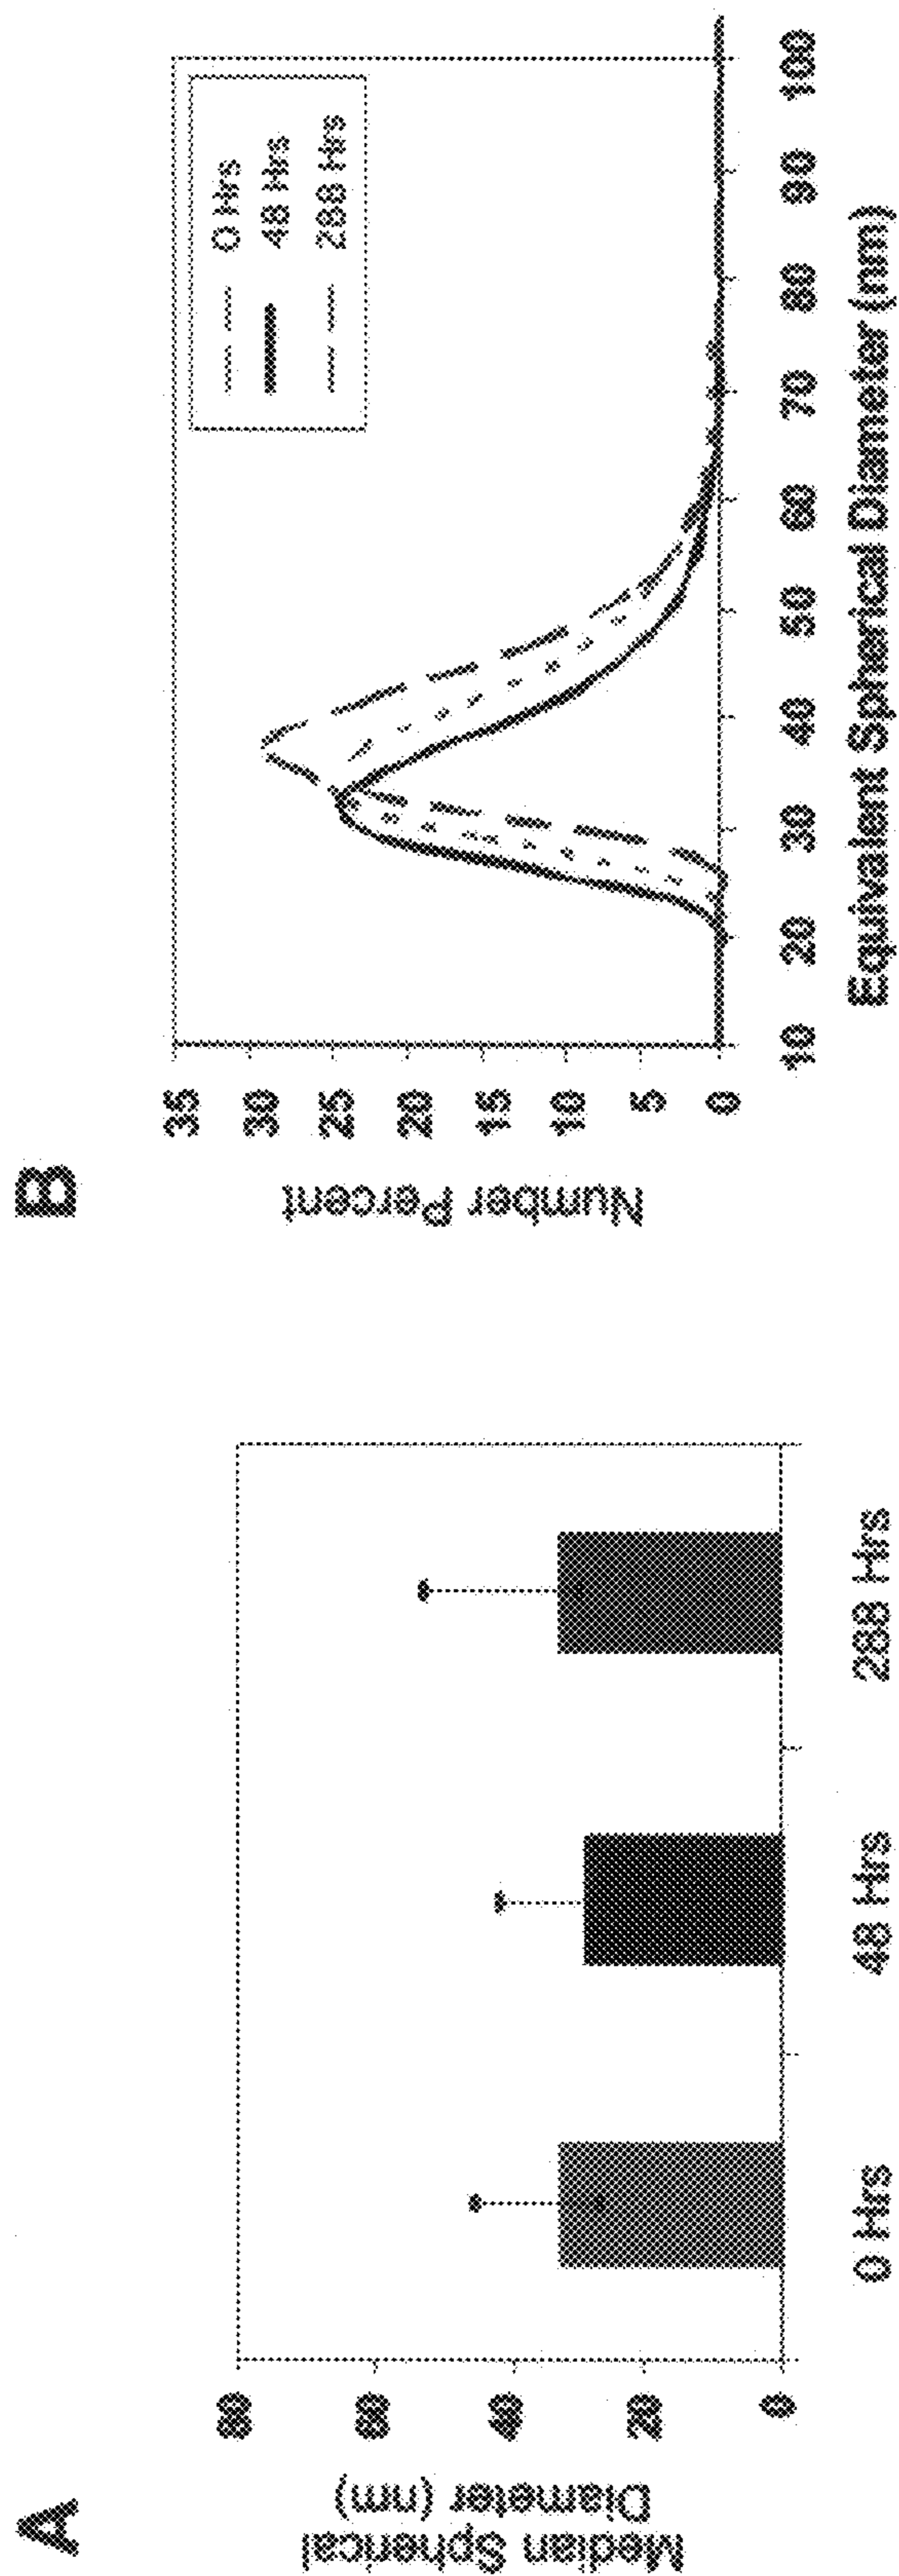 A
Median Spherical
Diameter (nm)
80
60
40
20
0
0 Hrs
48 Hrs
288 Hrs
B
Number Percent
35
30
25
20
15
10
5
0
0 Hrs
48 Hrs
288 Hrs
10 20 30 40 50 60 70 80 90 100
Equivalent Spherical Diameter (nm)